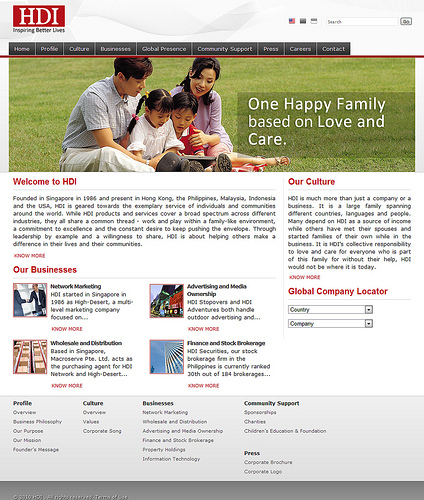 HDI
Inspiring Better Lives
Search
Go
Home Profile Culture Businesses Global Presence Community Support Press Careers Contact
One Happy Family
based on Love and
Care.
Welcome to HDI
Founded in Singapore in 1986 and present in Hong Kong, the Philippines, Malaysia, Indonesia
and the USA, HDI is geared towards the exemplary service of individuals and communities
around the world. While HDI products and services cover a broad spectrum across different
industries, they all share a common thread - work and play within a family-like environment,
a commitment to excellence and the constant desire to keep pushing the envelope. Through
leadership by example and a willingness to share, HDI is about helping others make a
difference in their lives and their communities.
KNOW MORE
Our Businesses
Network Marketing
HDI started in Singapore in
1986 as High-Desert, a multi-
level marketing company
focused on...
KNOW MORE
Advertising and Media
Ownership
HDI Stopovers and HDI
Adventures both handle
outdoor advertising and...
KNOW MORE
Wholesale and Distribution
Based in Singapore,
Macroserve Pte. Ltd. acts as
the purchasing agent for HDI
Network and High-Desert...
KNOW MORE
Finance and Stock Brokerage
HDI Securities, our stock
brokerage firm in the
Philippines is currently ranked
30th out of 184 brokerages...
KNOW MORE
Our Culture
HDI is much more than just a company or a
business. It is a large family spanning
different countries, languages and people.
Many depend on HDI as a source of income
while others have met their spouses and
started families of their own while in the
business. It is HDI's collective responsibility
to love and care for everyone who is part
of this family for without their help, HDI
would not be where it is today.
KNOW MORE
Global Company Locator
Country
Company
Profile
Overview
Business Philosophy
Our Purpose
Our Mission
Founder's Message
Culture
Overview
Values
Corporate Song
Businesses
Network Marketing
Wholesale and Distribution
Advertising and Media Ownership
Finance and Stock Brokerage
Property Holdings
Information Technology
Community Support
Sponsorships
Charities
Children's Education & Foundation
Press
Corporate Brochure
Corporate Logo
© 2010 HDI. All rights reserved. Terms of Use